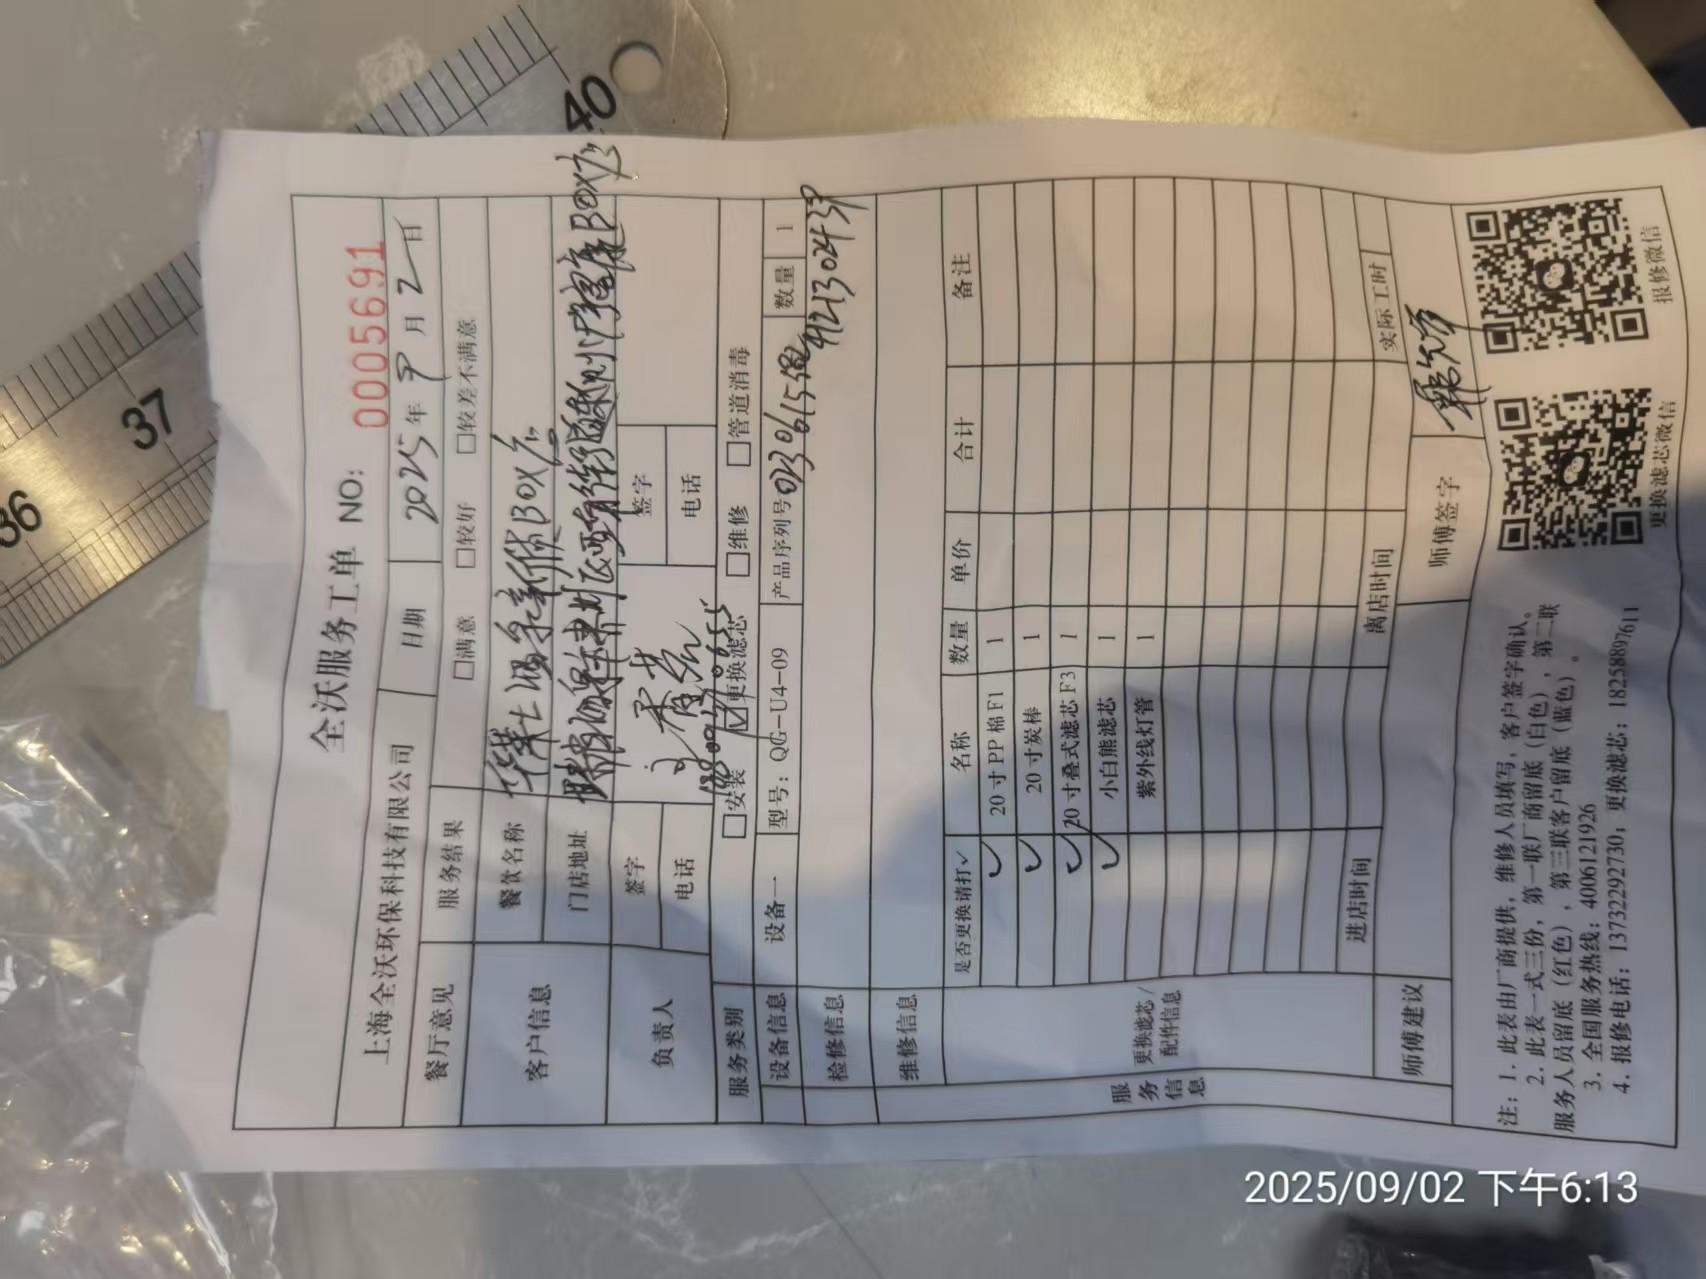 全沃服务工单 NO: 0005691
上海全沃环保科技有限公司 日期 2025年9月2日
餐厅意见 服务结果 □满意 □较好 □较差不满意
客户信息 餐饮名称 BOX店
门店地址 BOX店
负责人 签字 签字
电话 电话
服务类别 □安装 ☑更换滤芯 □维修 □管道消毒
设备信息 设备一 型号: QG-U4-09 产品序列号 数量 1
检修信息
维修信息
服务信息
更换滤芯/配件信息
是否更换请打✓ 名称 数量 单价 合计 备注
✓ 20寸PP棉F1 1
✓ 20寸炭棒 1
✓ 20寸叠式滤芯F3 1
✓ 小白熊滤芯 1
紫外线灯管 1
进店时间 离店时间 实际工时
师傅建议 师傅签字
注: 1. 此表由厂商提供, 维修人员填写, 客户签字确认。
2. 此表一式三份, 第一联厂商留底 (白色), 第二联
服务人员留底 (红色), 第三联客户留底 (蓝色)。
3. 全国服务热线: 4006121926
4. 报修电话: 13732292730, 更换滤芯: 18258897611
更换滤芯微信
报修微信
36
37
40
2025/09/02 下午6:13